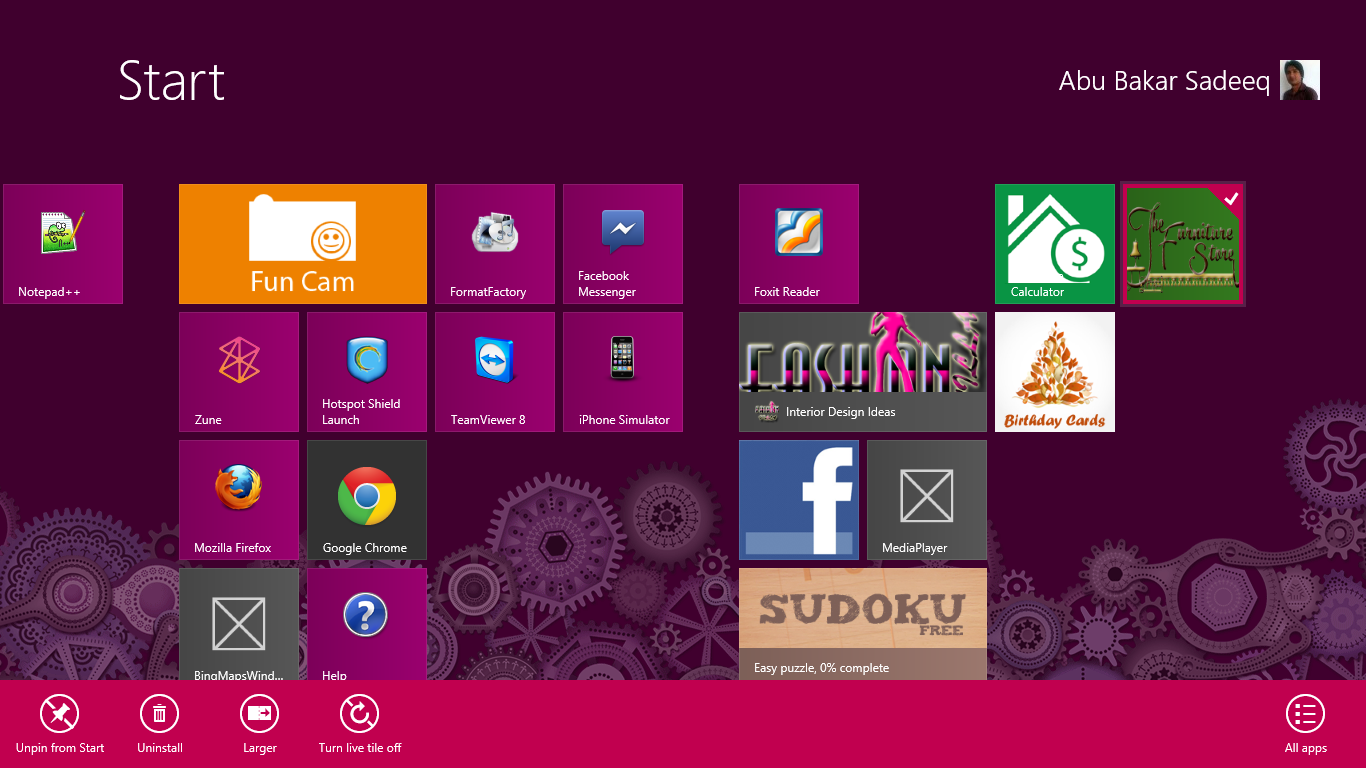 Start
Abu Bakar Sadeeq
Notepad++
Fun Cam
FormatFactory
Facebook
Messenger
Foxit Reader
Calculator
The
Furniture
Store
Zune
Hotspot Shield
Launch
TeamViewer 8
iPhone Simulator
FASHION
Interior Design Ideas
Birthday Cards
Mozilla Firefox
Google Chrome
f
MediaPlayer
BingMapsWind...
Help
SUDOKU
FREE
Easy puzzle, 0% complete
Unpin from Start
Uninstall
Larger
Turn live tile off
All apps